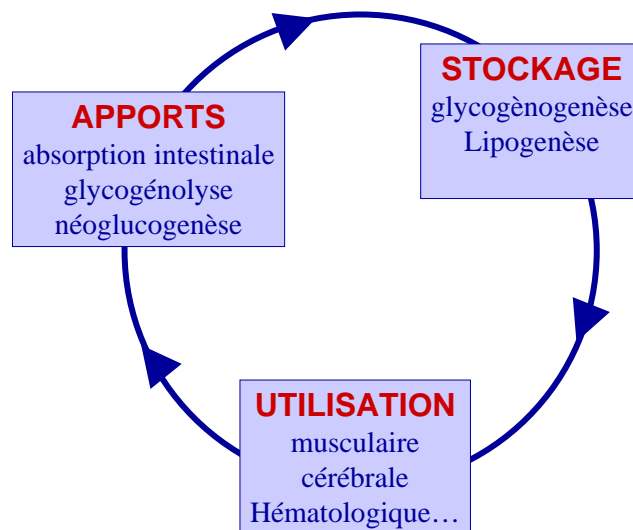 APPORTS
absorption intestinale
glycogénolyse
néoglucogenèse
STOCKAGE
glycogènogenèse
Lipogenèse
UTILISATION
musculaire
cérébrale
Hématologique…